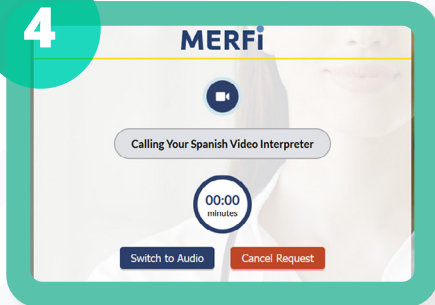 4
MERFi
Calling Your Spanish Video Interpreter
00:00
minutes
Switch to Audio
Cancel Request